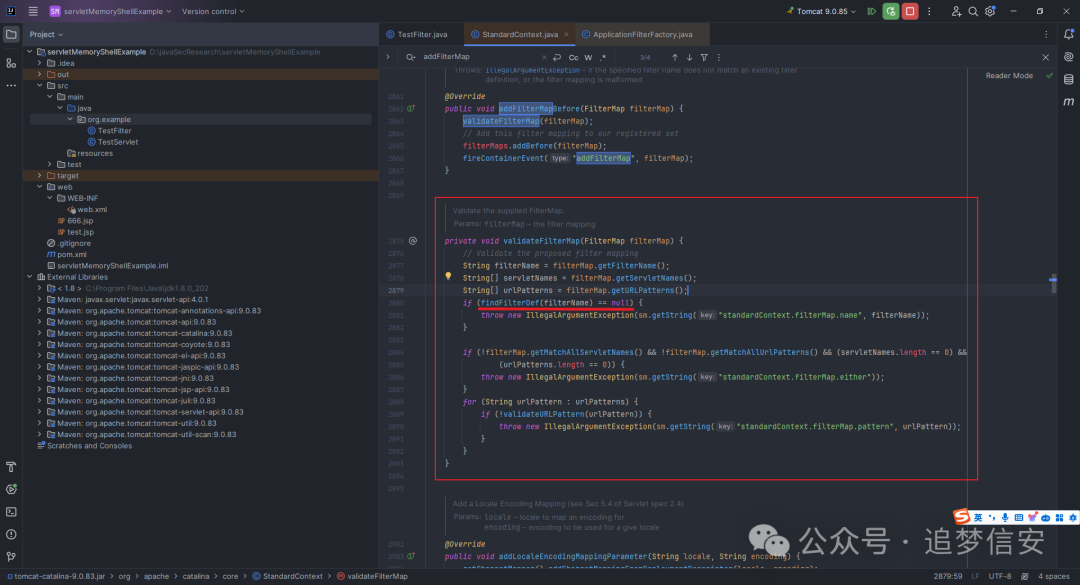 servletMemoryShellExample
Version control
Tomcat 9.0.85
Project
TestFilter.java
StandardContext.java
ApplicationFilterFactory.java
addFilterMap
Cc W .*
3/4
Reader Mode
servletMemoryShellExample D:\javaSecResearch\servletMemoryShellExample
.idea
out
src
main
java
org.example
TestFilter
TestServlet
resources
test
target
web
WEB-INF
web.xml
666.jsp
test.jsp
.gitignore
pom.xml
servletMemoryShellExample.iml
External Libraries
< 1.8 > C:\Program Files\Java\jdk1.8.0_202
Maven: javax.servlet:javax.servlet-api:4.0.1
Maven: org.apache.tomcat:tomcat-annotations-api:9.0.83
Maven: org.apache.tomcat:tomcat-api:9.0.83
Maven: org.apache.tomcat:tomcat-catalina:9.0.83
Maven: org.apache.tomcat:tomcat-coyote:9.0.83
Maven: org.apache.tomcat:tomcat-el-api:9.0.83
Maven: org.apache.tomcat:tomcat-jaspic-api:9.0.83
Maven: org.apache.tomcat:tomcat-jni:9.0.83
Maven: org.apache.tomcat:tomcat-jsp-api:9.0.83
Maven: org.apache.tomcat:tomcat-juli:9.0.83
Maven: org.apache.tomcat:tomcat-servlet-api:9.0.83
Maven: org.apache.tomcat:tomcat-util:9.0.83
Maven: org.apache.tomcat:tomcat-util-scan:9.0.83
Scratches and Consoles
Throws: IllegalArgumentException – if the specified filter name does not match an existing filter
definition, or the filter mapping is malformed.
2861 @Override
2862 public void addFilterMapBefore(FilterMap filterMap) {
2863 validateFilterMap(filterMap);
2864 // Add this filter mapping to our registered set
2865 filterMaps.addBefore(filterMap);
2866 fireContainerEvent( type: "addFilterMap", filterMap);
2867 }
2868
2869
Validate the supplied FilterMap.
Params: filterMap – the filter mapping
2875 private void validateFilterMap(FilterMap filterMap) {
2876 // Validate the proposed filter mapping
2877 String filterName = filterMap.getFilterName();
2878 String[] servletNames = filterMap.getServletNames();
2879 String[] urlPatterns = filterMap.getURLPatterns();
2880 if (findFilterDef(filterName) == null) {
2881 throw new IllegalArgumentException(sm.getString( key: "standardContext.filterMap.name", filterName));
2882 }
2883
2884 if (!filterMap.getMatchAllServletNames() && !filterMap.getMatchAllUrlPatterns() && (servletNames.length == 0) &&
2885 (urlPatterns.length == 0)) {
2886 throw new IllegalArgumentException(sm.getString( key: "standardContext.filterMap.either"));
2887 }
2888 for (String urlPattern : urlPatterns) {
2889 if (!validateURLPattern(urlPattern)) {
2890 throw new IllegalArgumentException(sm.getString( key: "standardContext.filterMap.pattern", urlPattern));
2891 }
2892 }
2893 }
2894
2895
Add a Locale Encoding Mapping (see Sec 5.4 of Servlet spec 2.4)
Params: locale – locale to map an encoding for
encoding – encoding to be used for a give locale
2902 @Override
2903 public void addLocaleEncodingMappingParameter(String locale, String encoding) {
英
公众号 · 追梦信安
tomcat-catalina-9.0.83.jar > org > apache > catalina > core > StandardContext > validateFilterMap
2879:59 LF UTF-8 4 spaces